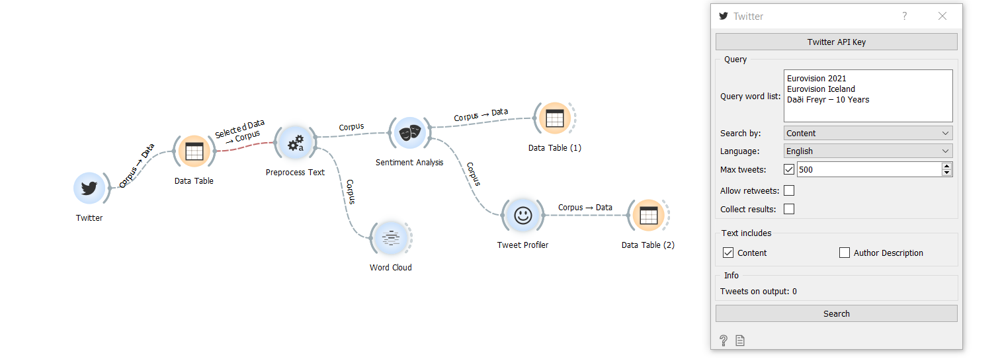 Twitter
Corpus → Data
Data Table
Selected Data
→ Corpus
Preprocess Text
Corpus
Sentiment Analysis
Corpus → Data
Data Table (1)
Corpus
Word Cloud
Corpus
Tweet Profiler
Corpus → Data
Data Table (2)
Twitter
?
Twitter API Key
Query
Query word list:
Eurovision 2021
Eurovision Iceland
Daði Freyr – 10 Years
Search by: Content
Language: English
Max tweets: 500
Allow retweets:
Collect results:
Text includes
Content Author Description
Info
Tweets on output: 0
Search
?